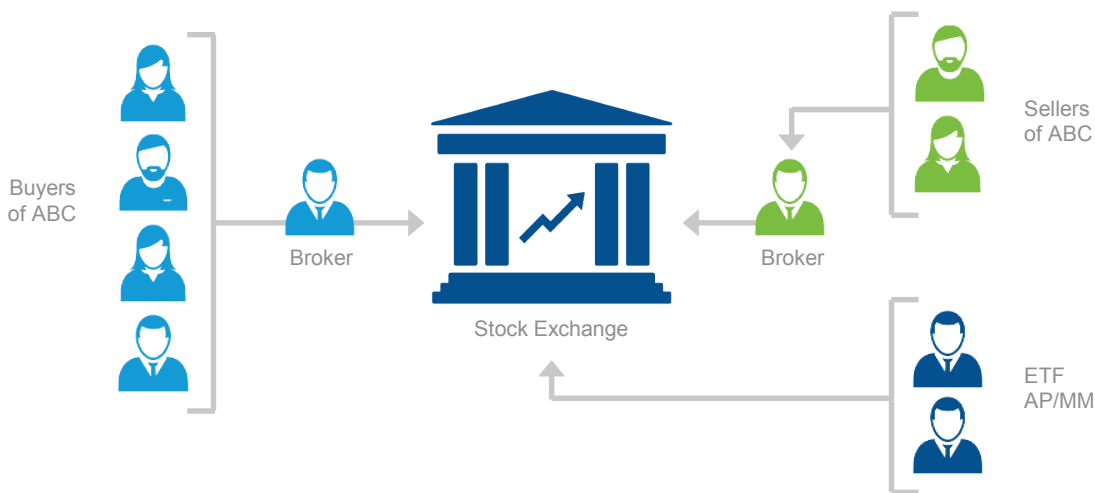 Buyers
of ABC
Broker
Stock Exchange
Broker
Sellers
of ABC
ETF
AP/MM